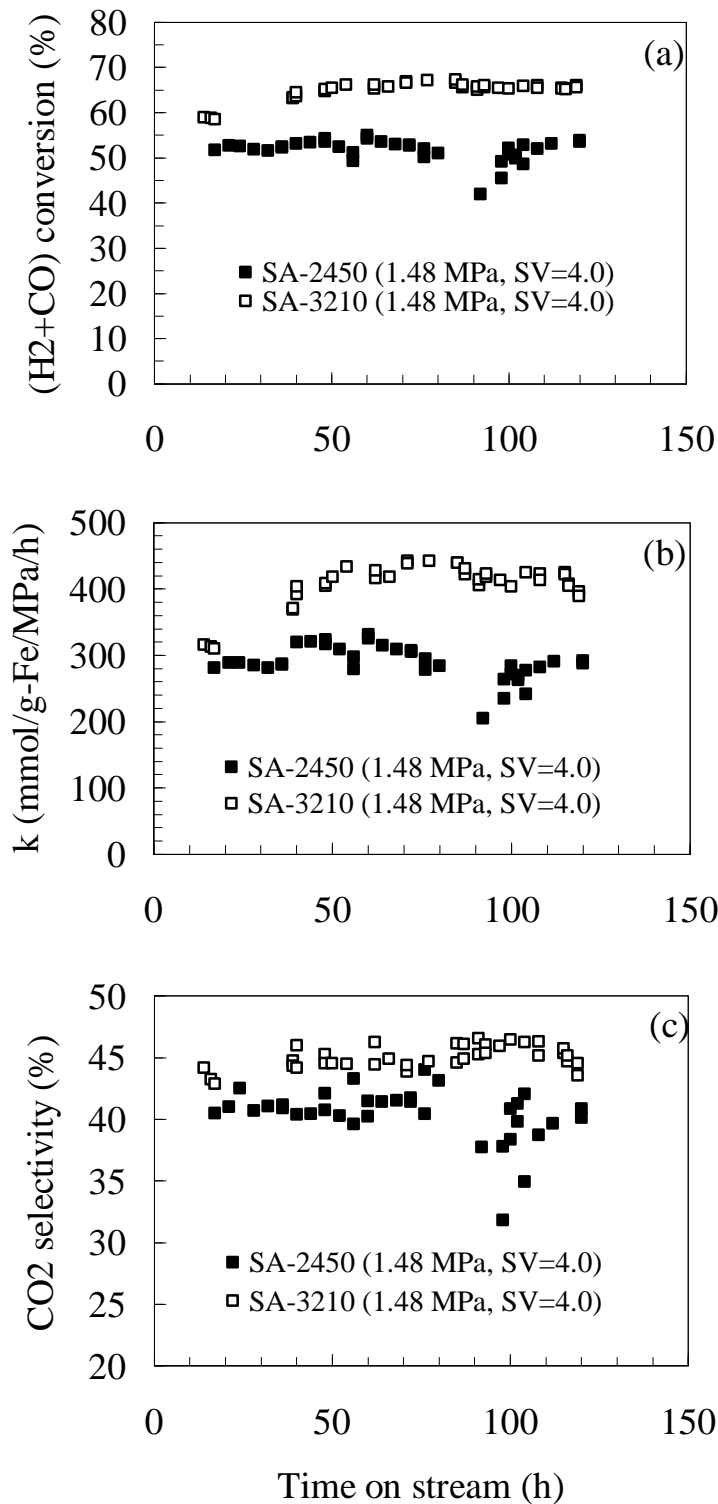 (H2+CO) conversion (%)
80
70
60
50
40
30
20
10
0
(a)
SA-2450 (1.48 MPa, SV=4.0)
SA-3210 (1.48 MPa, SV=4.0)
0 50 100 150
k (mmol/g-Fe/MPa/h)
500
400
300
200
100
0
(b)
SA-2450 (1.48 MPa, SV=4.0)
SA-3210 (1.48 MPa, SV=4.0)
0 50 100 150
CO2 selectivity (%)
50
45
40
35
30
25
20
(c)
SA-2450 (1.48 MPa, SV=4.0)
SA-3210 (1.48 MPa, SV=4.0)
0 50 100 150
Time on stream (h)